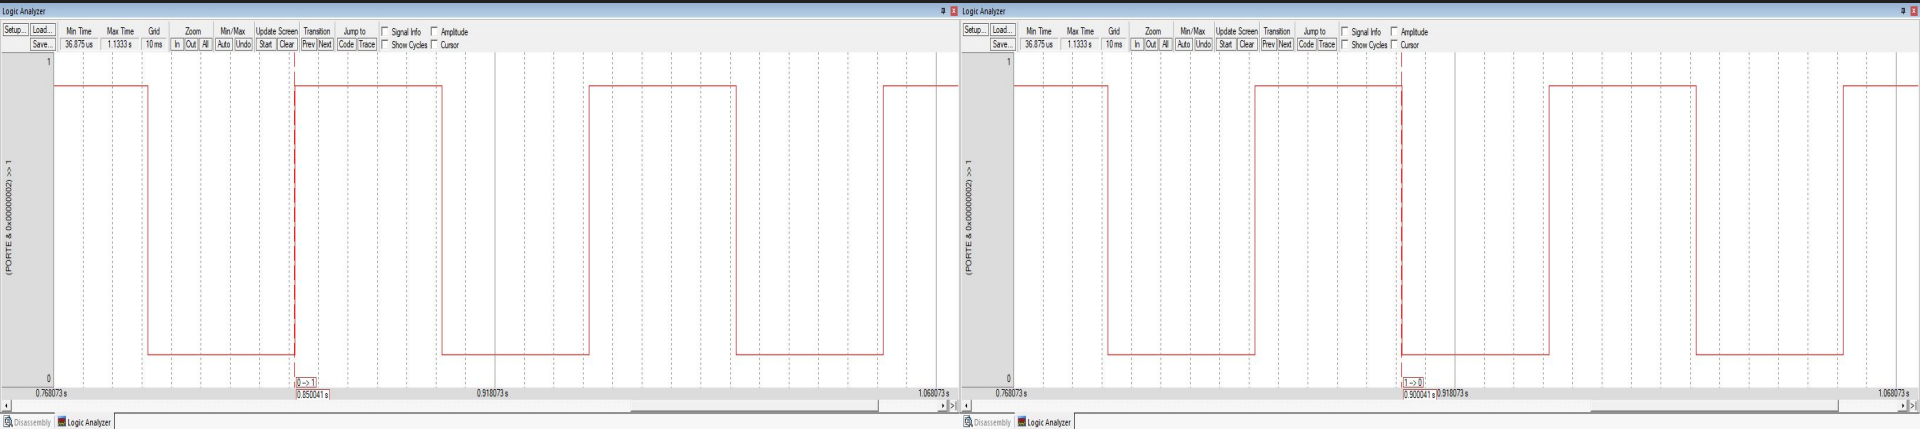 Logic Analyzer
Setup... Load... Min Time Max Time Grid Zoom Min/Max Update Screen Transition Jump to Signal Info Amplitude
Save... 36.875 us 1.1333 s 10 ms In Out All Auto Undo Start Clear Prev Next Code Trace Show Cycles Cursor
1
(PORTE & 0x00000002) >> 1
0
0 --> 1
0.768073 s 0.850041 s 0.918073 s 1.068073 s
Disassembly Logic Analyzer
Logic Analyzer
Setup... Load... Min Time Max Time Grid Zoom Min/Max Update Screen Transition Jump to Signal Info Amplitude
Save... 36.875 us 1.1333 s 10 ms In Out All Auto Undo Start Clear Prev Next Code Trace Show Cycles Cursor
1
(PORTE & 0x00000002) >> 1
0
1 --> 0
0.768073 s 0.900041 s 0.918073 s 1.068073 s
Disassembly Logic Analyzer